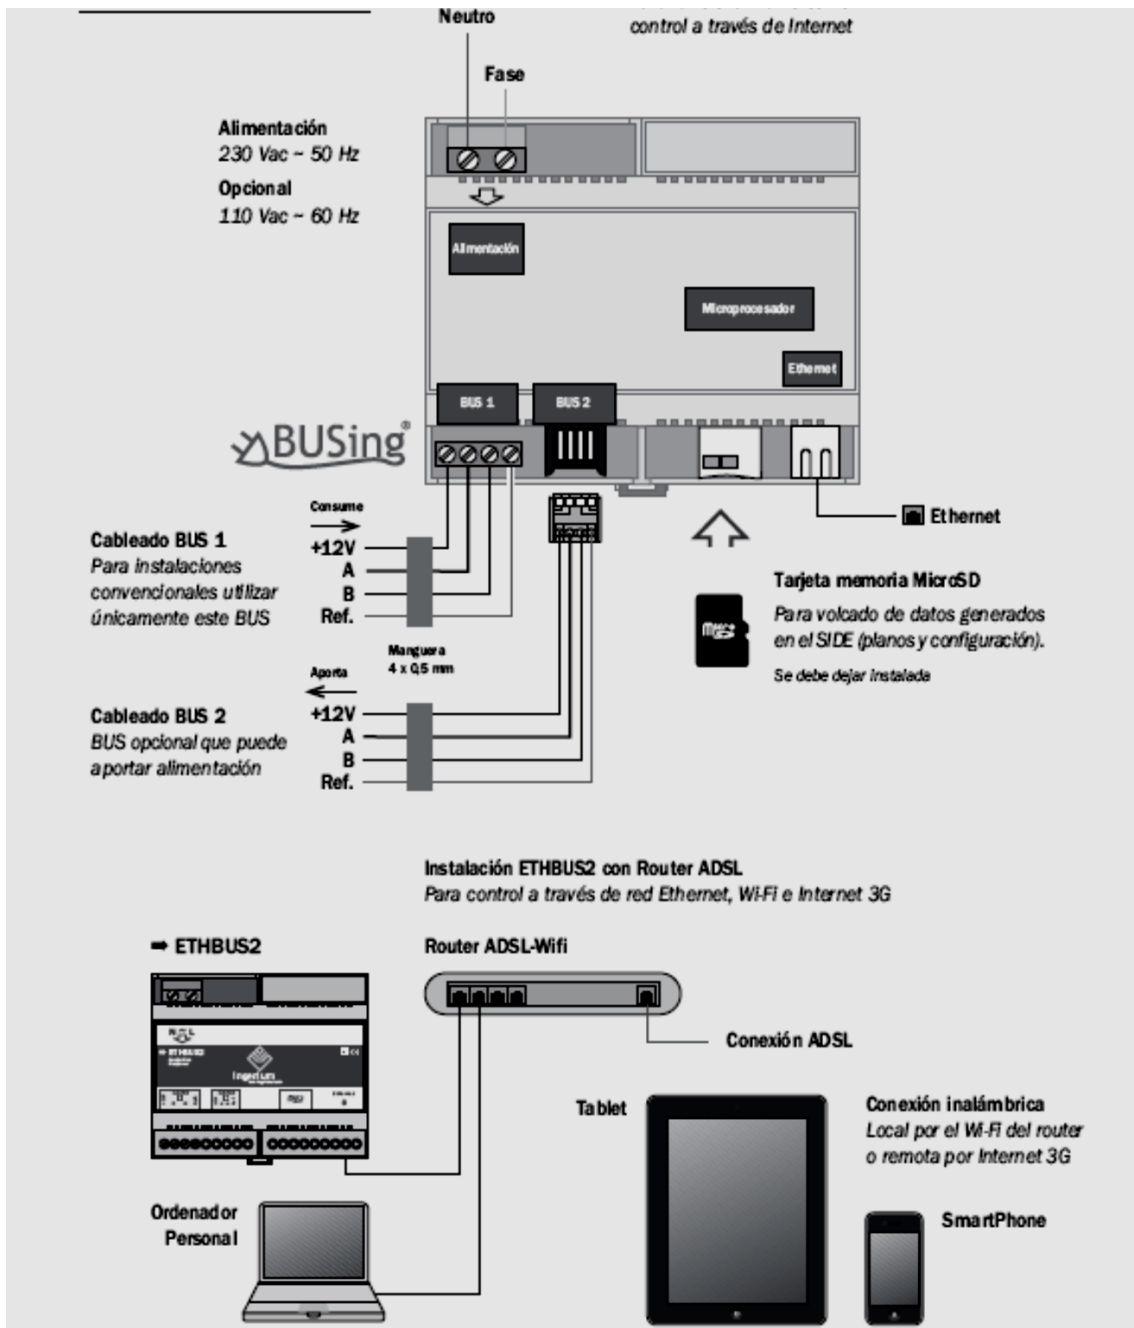 Neutro
control a través de Internet
Fase
Alimentación
230 Vac ~ 50 Hz
Opcional
110 Vac ~ 60 Hz
Alimentación
Microprocesador
Ethernet
BUS 1
BUS 2
BUSing®
Consume
Cableado BUS 1
Para instalaciones
convencionales utilizar
únicamente este BUS
+12V
A
B
Ref.
Ethernet
Tarjeta memoria MicroSD
Para volcado de datos generados
en el SIDE (planos y configuración).
Se debe dejar instalada
Manguera
4 x 0,5 mm
Aporta
Cableado BUS 2
BUS opcional que puede
aportar alimentación
+12V
A
B
Ref.
Instalación ETHBUS2 con Router ADSL
Para control a través de red Ethernet, Wi-Fi e Internet 3G
ETHBUS2
Router ADSL-Wifi
N L
ETHBUS2
Ingenium
Conexión ADSL
Tablet
Conexión inalámbrica
Local por el Wi-Fi del router
o remota por Internet 3G
Ordenador
Personal
SmartPhone